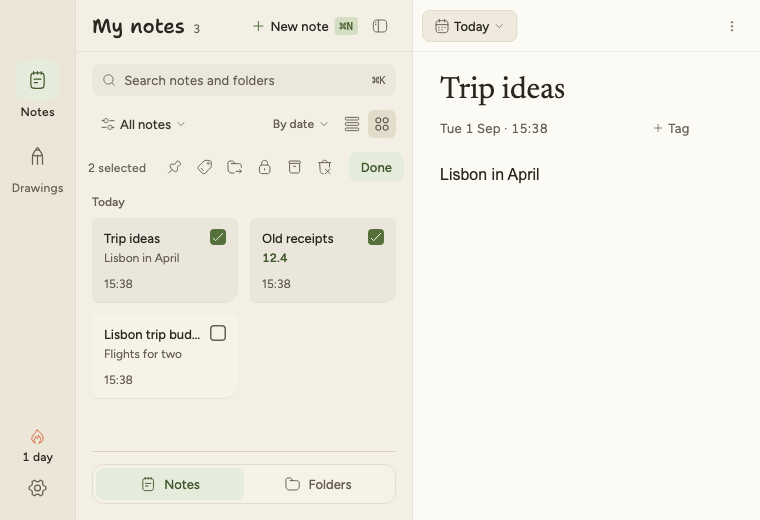 Notes
Drawings
1 day
My notes 3
+ New note ⌘N
Search notes and folders ⌘K
All notes
By date
2 selected
Done
Today
Trip ideas
Lisbon in April
15:38
Old receipts
12.4
15:38
Lisbon trip bud...
Flights for two
15:38
Notes
Folders
Today
Trip ideas
Tue 1 Sep · 15:38
+ Tag
Lisbon in April